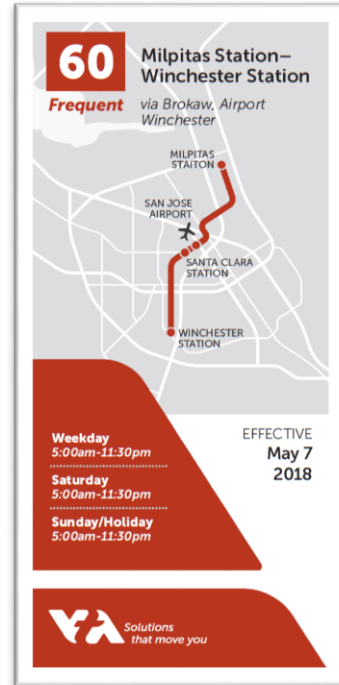 60
Frequent
Milpitas Station–
Winchester Station
via Brokaw, Airport
Winchester
MILPITAS
STAITON
SAN JOSE
AIRPORT
SANTA CLARA
STATION
WINCHESTER
STATION
EFFECTIVE
May 7
2018
Weekday
5:00am-11:30pm
Saturday
5:00am-11:30pm
Sunday/Holiday
5:00am-11:30pm
VTA
Solutions
that move you